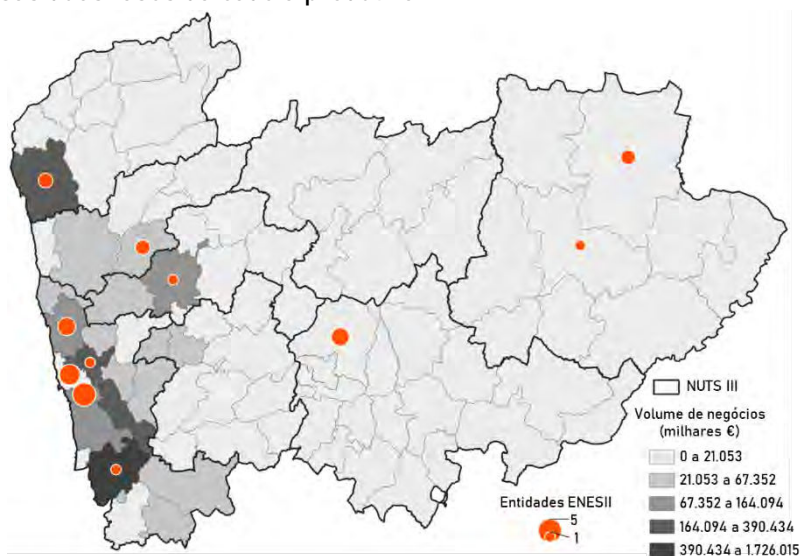 NUTS III
Volume de negócios
(milhares €)
0 a 21.053
21.053 a 67.352
67.352 a 164.094
164.094 a 390.434
390.434 a 1.726.015
Entidades ENESII
5
1